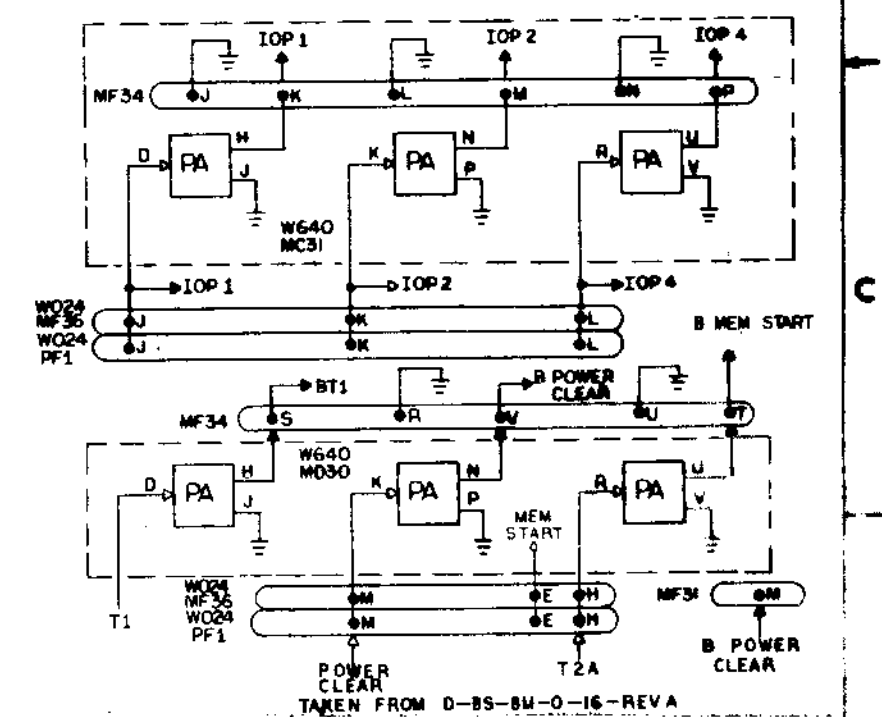 IOP 1 IOP 2 IOP 4
MF34 J K L M N P
D PA H J K PA N P R PA U V
W640
MC31
IOP 1 IOP 2 IOP 4
W024
MF36 J K L
W024
PF1 J K L
C
B MEM START
BT1 B POWER
CLEAR
MF34 S R V U T
W640
MD30
D PA H J K PA N P R PA U V
MEM
START
W024
MF36 M E H
W024
PF1 M E H
MF31 M
T1
POWER
CLEAR
T2A
B POWER
CLEAR
TAKEN FROM D-BS-8M-0-16-REV A